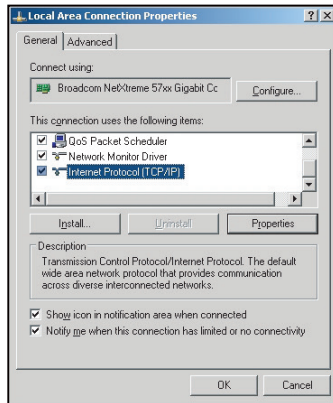 Local Area Connection Properties
General Advanced
Connect using:
Broadcom NetXtreme 57xx Gigabit Cc
Configure...
This connection uses the following items:
QoS Packet Scheduler
Network Monitor Driver
Internet Protocol (TCP/IP)
Install... Uninstall Properties
Description
Transmission Control Protocol/Internet Protocol. The default
wide area network protocol that provides communication
across diverse interconnected networks.
Show icon in notification area when connected
Notify me when this connection has limited or no connectivity
OK Cancel